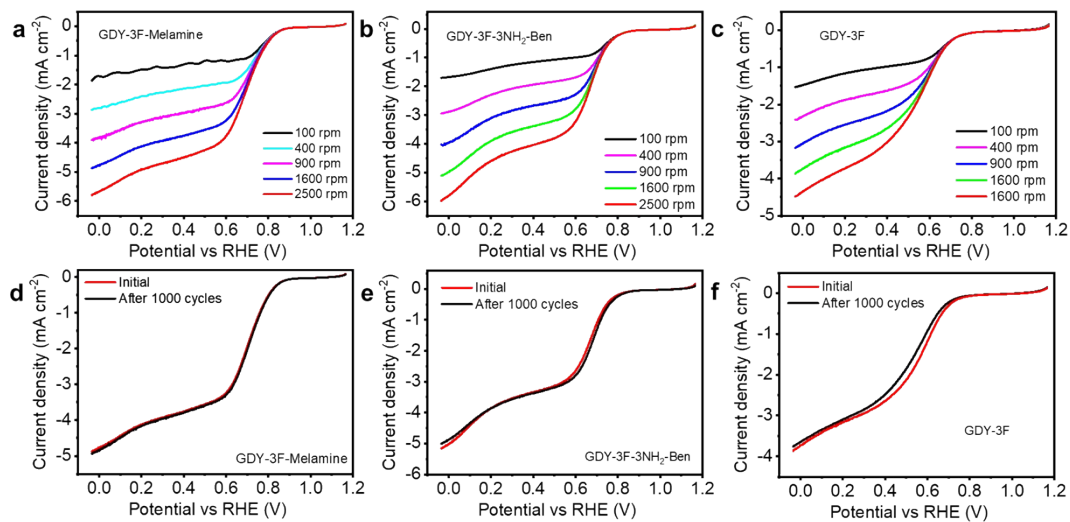 a
GDY-3F-Melamine
0
-1
-2
-3
-4
-5
-6
Current density (mA cm⁻²)
0.0 0.2 0.4 0.6 0.8 1.0 1.2
Potential vs RHE (V)
100 rpm
400 rpm
900 rpm
1600 rpm
2500 rpm
b
GDY-3F-3NH₂-Ben
0
-1
-2
-3
-4
-5
-6
Current density (mA cm⁻²)
0.0 0.2 0.4 0.6 0.8 1.0 1.2
Potential vs RHE (V)
100 rpm
400 rpm
900 rpm
1600 rpm
2500 rpm
c
GDY-3F
0
-1
-2
-3
-4
-5
Current density (mA cm⁻²)
0.0 0.2 0.4 0.6 0.8 1.0 1.2
Potential vs RHE (V)
100 rpm
400 rpm
900 rpm
1600 rpm
1600 rpm
d
Initial
After 1000 cycles
0
-1
-2
-3
-4
-5
Current density (mA cm⁻²)
GDY-3F-Melamine
0.0 0.2 0.4 0.6 0.8 1.0 1.2
Potential vs RHE (V)
e
Initial
After 1000 cycles
0
-1
-2
-3
-4
-5
-6
Current density (mA cm⁻²)
GDY-3F-3NH₂-Ben
0.0 0.2 0.4 0.6 0.8 1.0 1.2
Potential vs RHE (V)
f
After 1000 cycles
Initial
0
-1
-2
-3
-4
Current density (mA cm⁻²)
GDY-3F
0.0 0.2 0.4 0.6 0.8 1.0 1.2
Potential vs RHE (V)